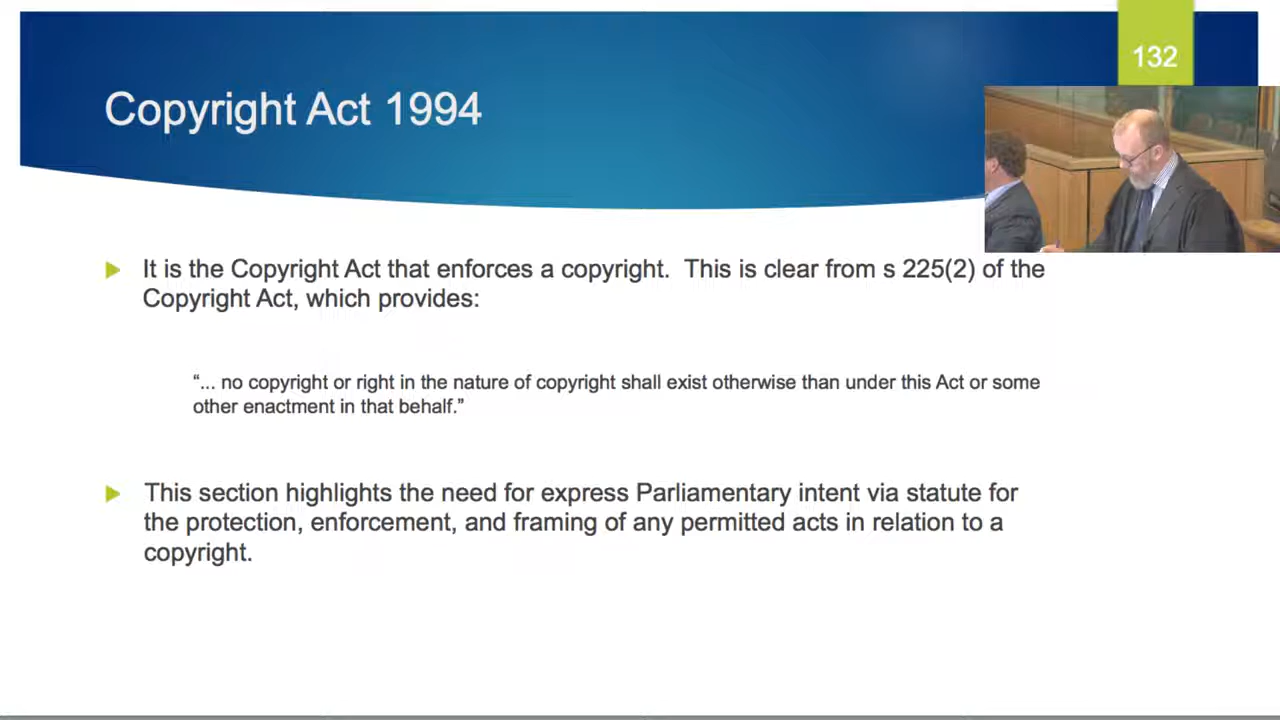 132
Copyright Act 1994
It is the Copyright Act that enforces a copyright.  This is clear from s 225(2) of the
Copyright Act, which provides:
“... no copyright or right in the nature of copyright shall exist otherwise than under this Act or some
other enactment in that behalf.”
This section highlights the need for express Parliamentary intent via statute for
the protection, enforcement, and framing of any permitted acts in relation to a
copyright.